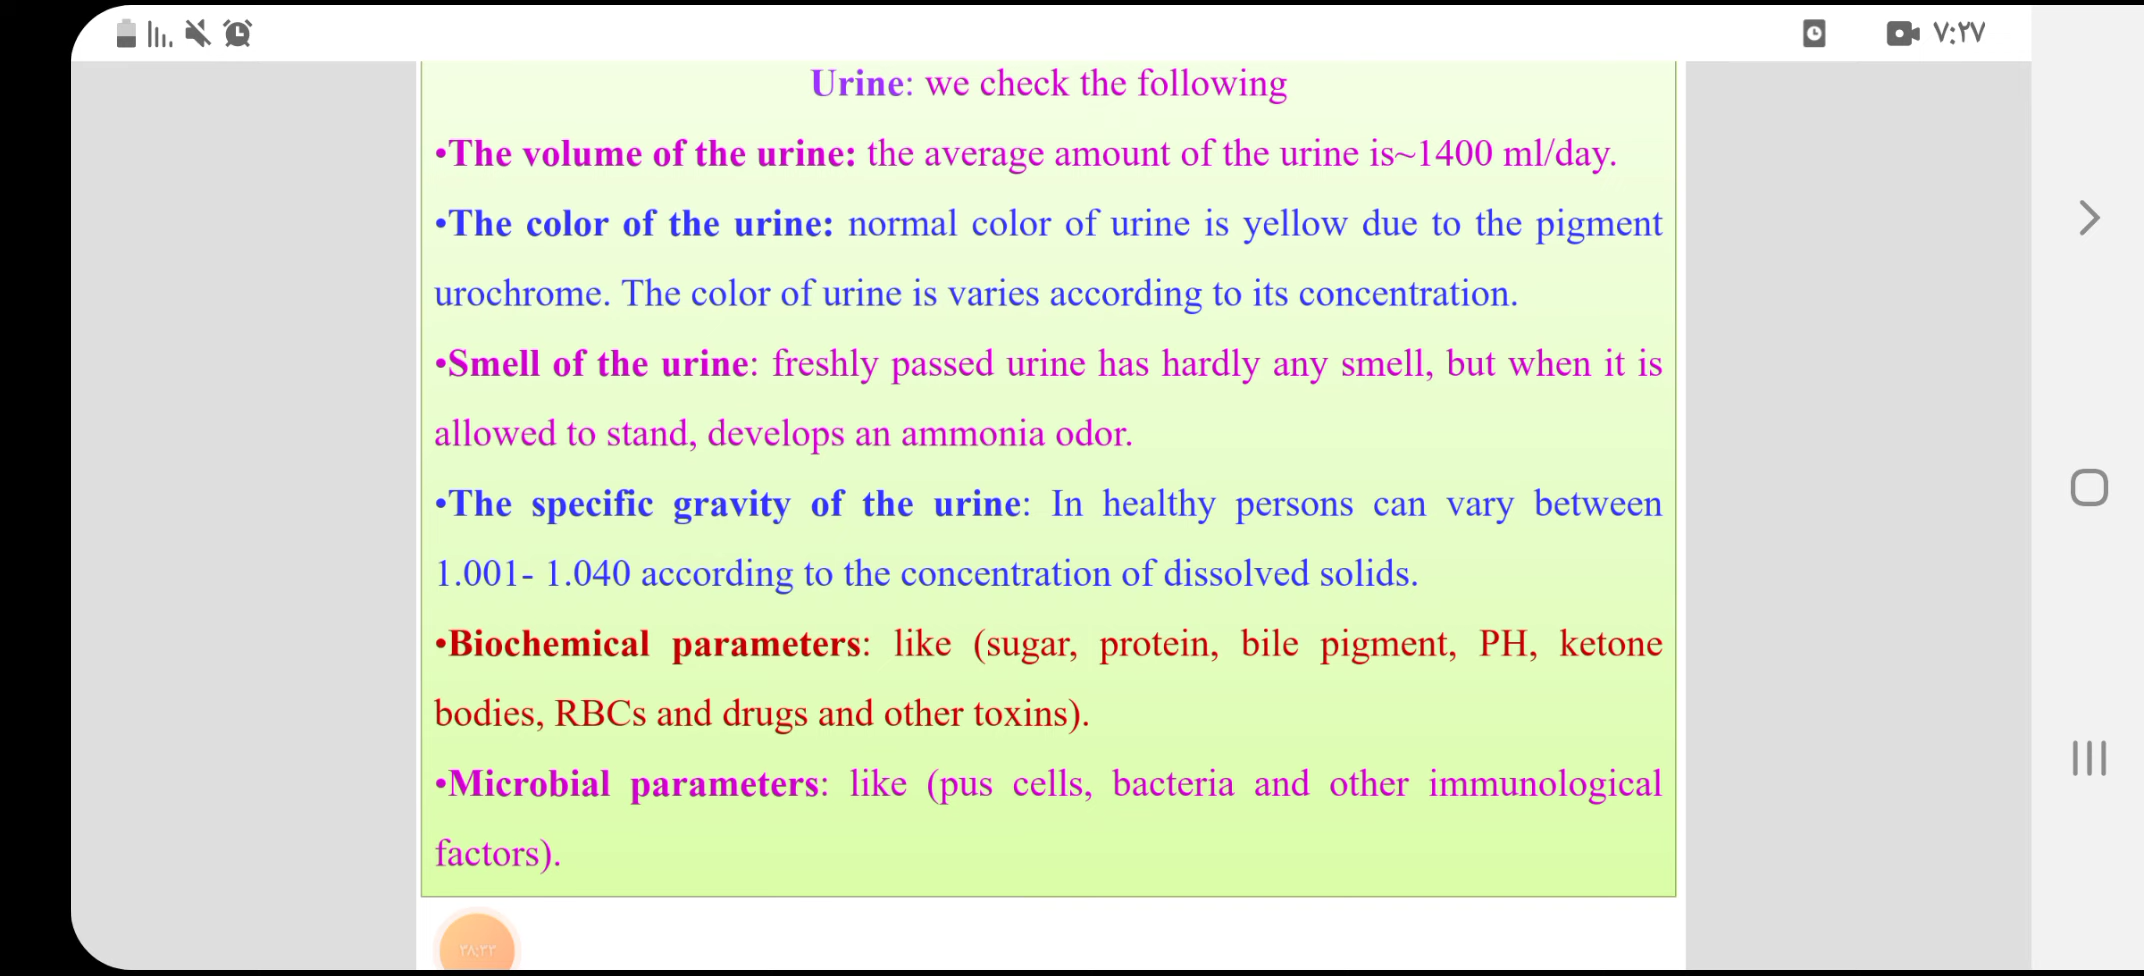 ٧:٢٧
Urine: we check the following
•The volume of the urine: the average amount of the urine is~1400 ml/day.
•The color of the urine: normal color of urine is yellow due to the pigment
urochrome. The color of urine is varies according to its concentration.
•Smell of the urine: freshly passed urine has hardly any smell, but when it is
allowed to stand, develops an ammonia odor.
•The specific gravity of the urine: In healthy persons can vary between
1.001- 1.040 according to the concentration of dissolved solids.
•Biochemical parameters: like (sugar, protein, bile pigment, PH, ketone
bodies, RBCs and drugs and other toxins).
•Microbial parameters: like (pus cells, bacteria and other immunological
factors).